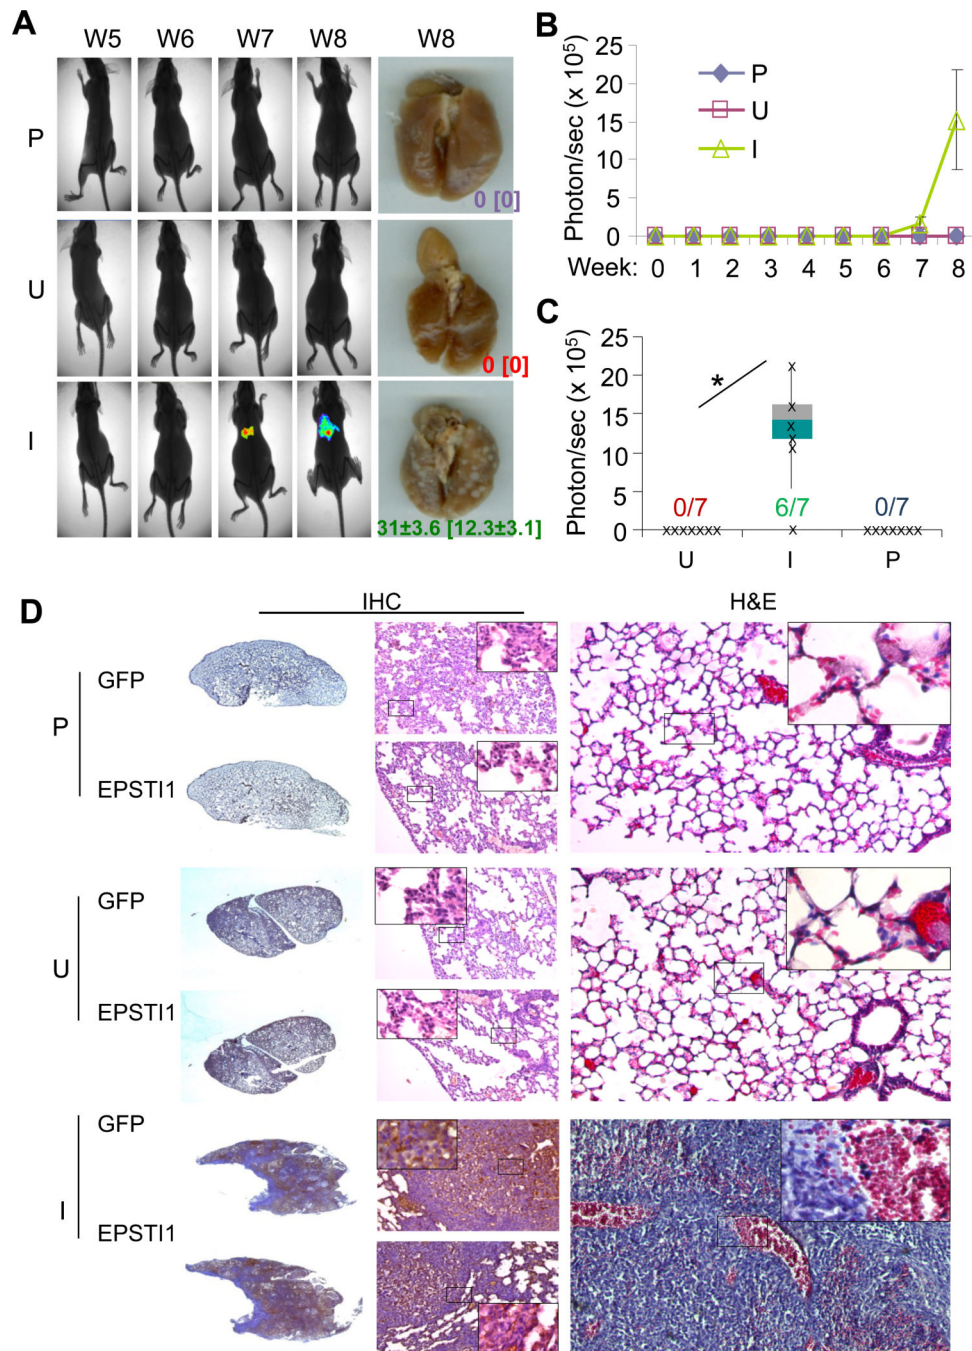 A
W5 W6 W7 W8 W8
P
0 [0]
U
0 [0]
I
31±3.6 [12.3±3.1]
B
Photon/sec (x 10⁵)
25
20
15
10
5
0
P
U
I
Week: 0 1 2 3 4 5 6 7 8
C
Photon/sec (x 10⁵)
25
20
15
10
5
0
*
0/7 6/7 0/7
U I P
D
IHC H&E
P
GFP
EPSTI1
U
GFP
EPSTI1
I
GFP
EPSTI1